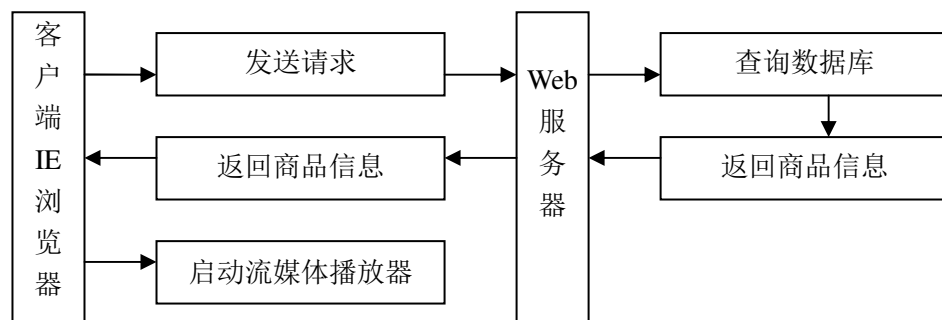 客户端IE浏览器
发送请求
Web服务器
查询数据库
返回商品信息
返回商品信息
启动流媒体播放器